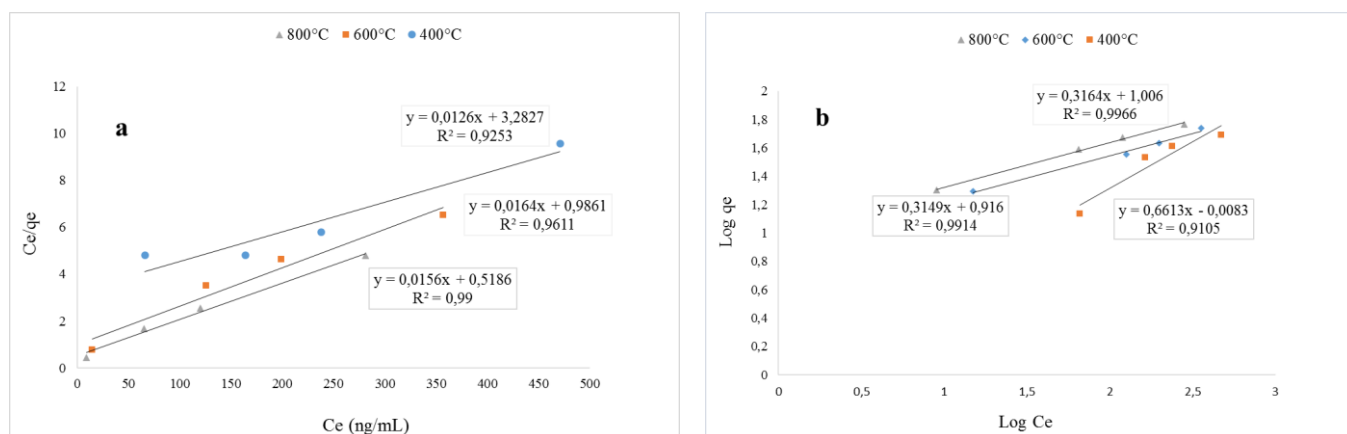 800°C 600°C 400°C
a
12
10
8
6
4
2
0
0 50 100 150 200 250 300 350 400 450 500
Ce/qe
Ce (ng/mL)
y = 0,0126x + 3,2827
R² = 0,9253
y = 0,0164x + 0,9861
R² = 0,9611
y = 0,0156x + 0,5186
R² = 0,99
800°C 600°C 400°C
b
2
1,8
1,6
1,4
1,2
1
0,8
0,6
0,4
0,2
0
0 0,5 1 1,5 2 2,5 3
Log qe
Log Ce
y = 0,3164x + 1,006
R² = 0,9966
y = 0,3149x + 0,916
R² = 0,9914
y = 0,6613x - 0,0083
R² = 0,9105